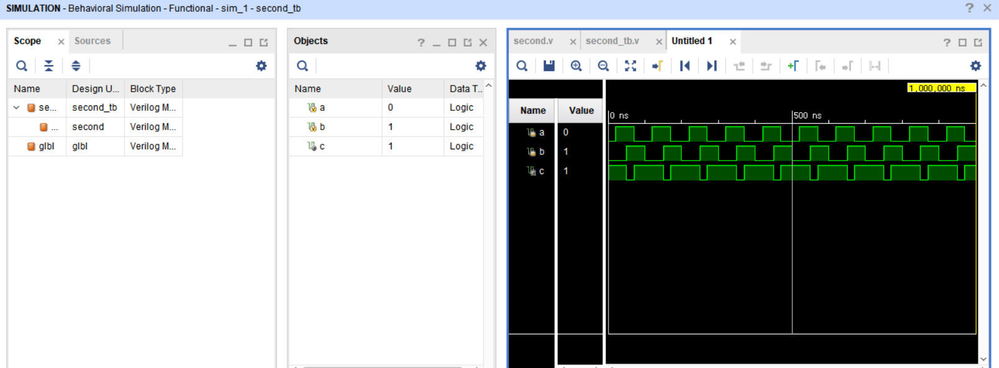 SIMULATION - Behavioral Simulation - Functional - sim_1 - second_tb
Scope
Sources
Name Design U... Block Type
se... second_tb Verilog M...
... second Verilog M...
glbl glbl Verilog M...
Objects
Name Value Data T...
a 0 Logic
b 1 Logic
c 1 Logic
second.v
second_tb.v
Untitled 1
1,000,000 ns
Name Value
0 ns 500 ns
a 0
b 1
c 1